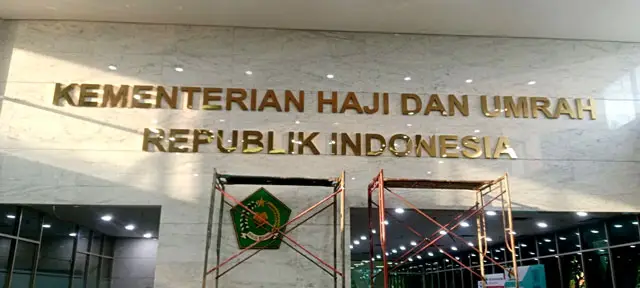 KEMENTERIAN HAJI DAN UMRAH
REPUBLIK INDONESIA